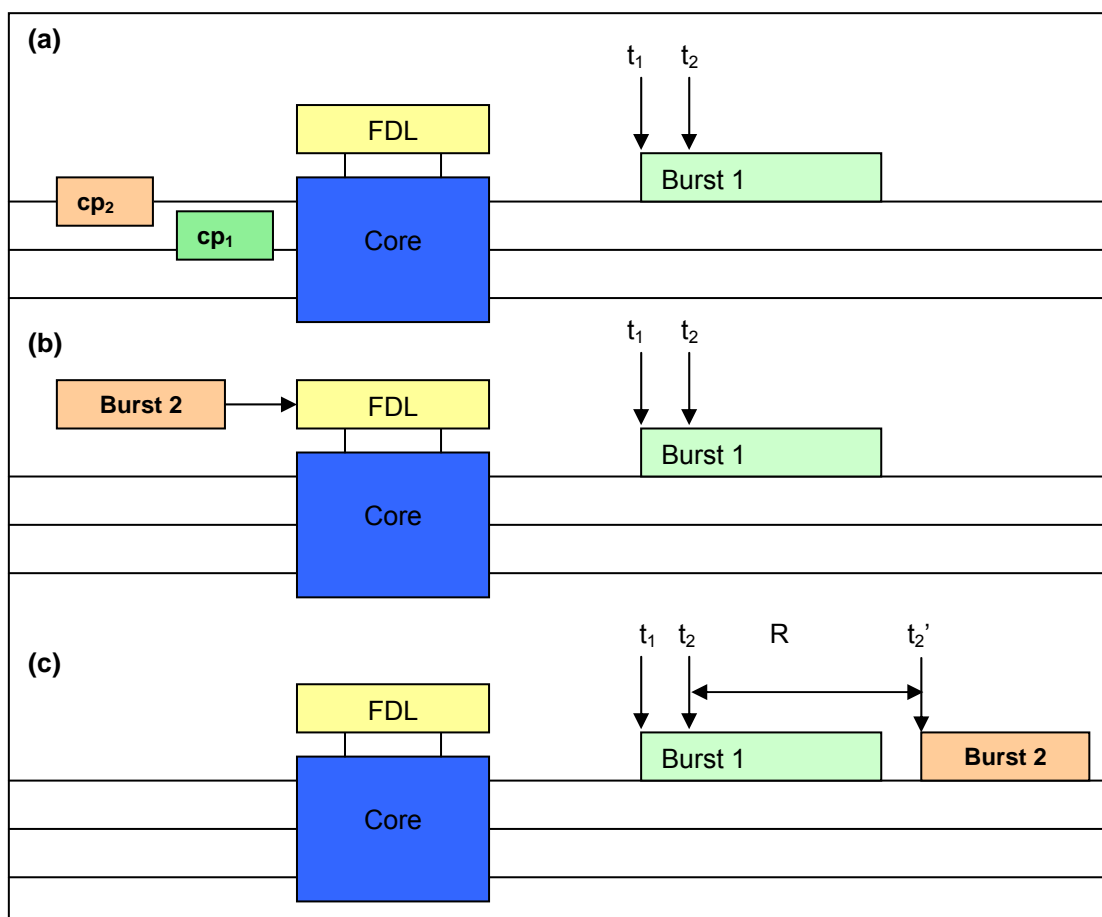 (a)
t₁ t₂
FDL
Burst 1
cp₂
cp₁
Core
(b)
t₁ t₂
Burst 2
FDL
Burst 1
Core
(c)
t₁ t₂ R t₂’
FDL
Burst 1
Burst 2
Core